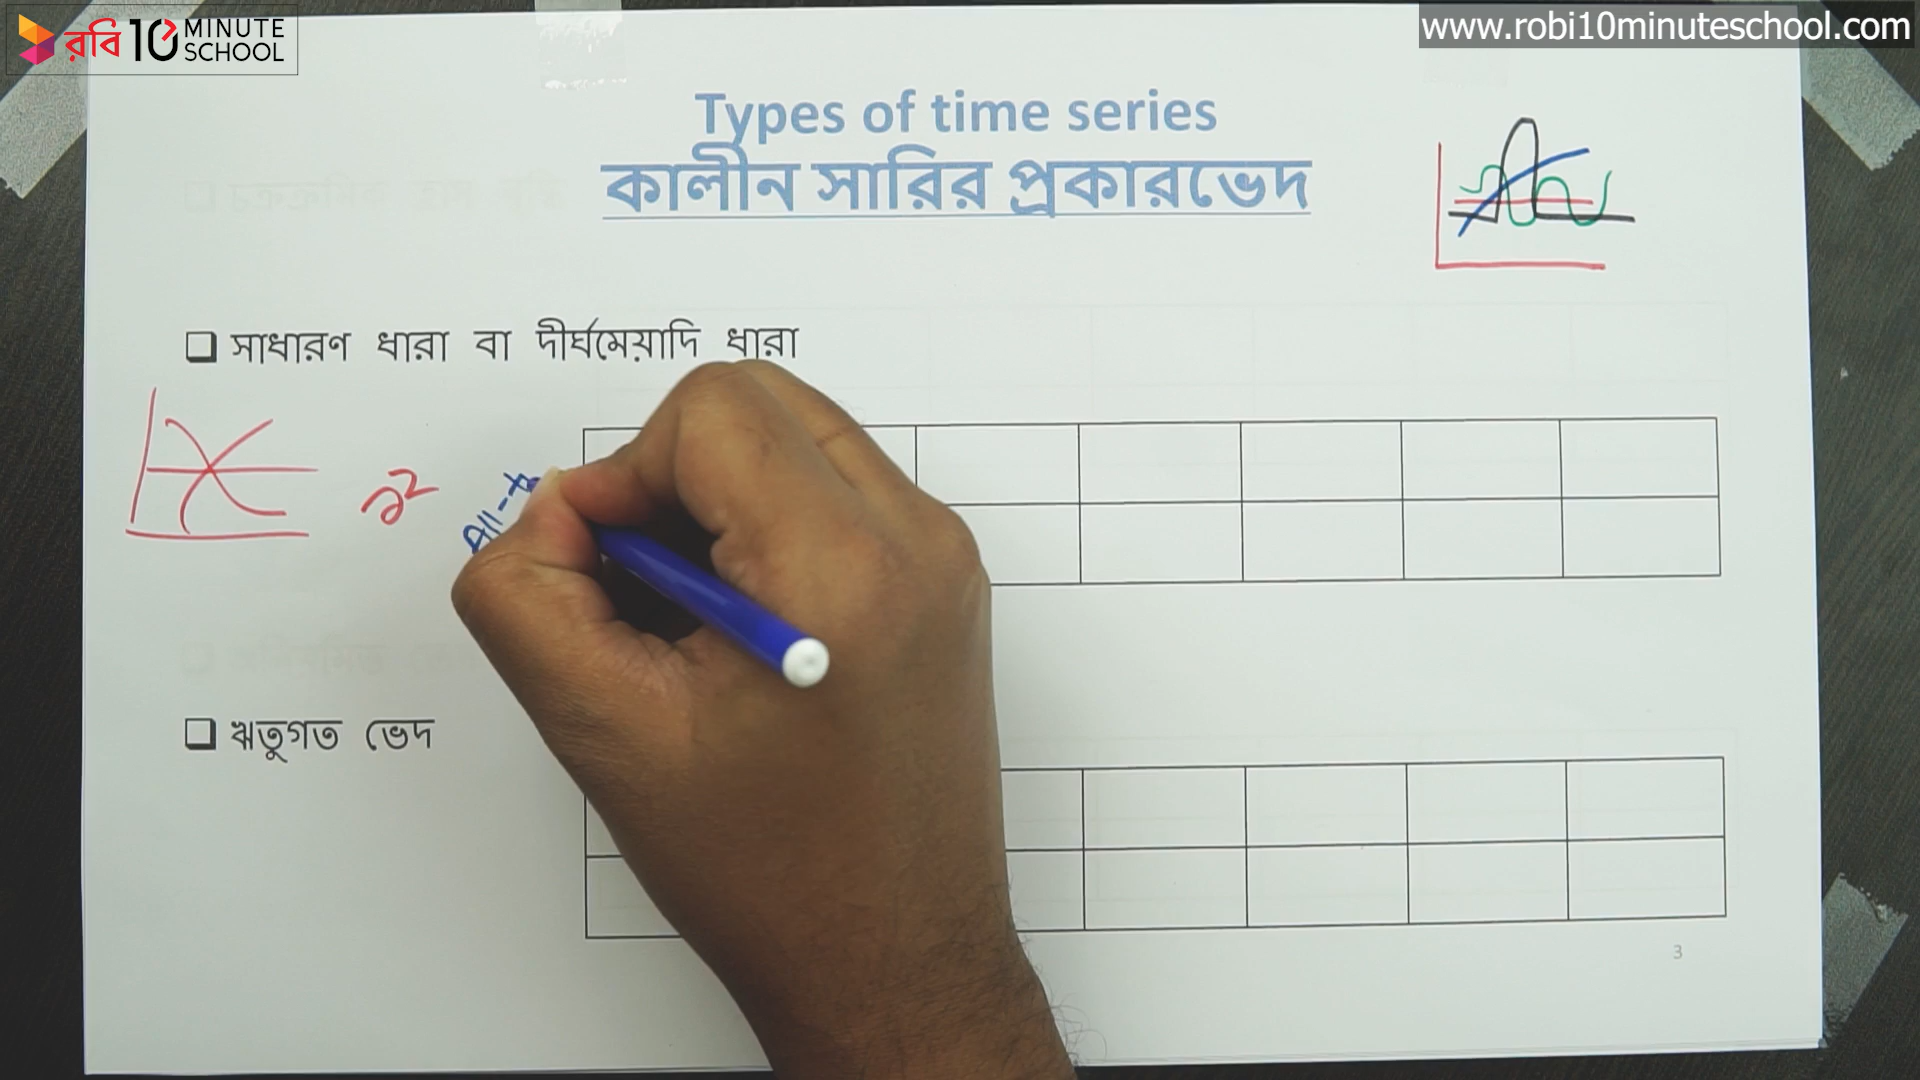 রবি 10 MINUTE SCHOOL
www.robi10minuteschool.com
Types of time series
কালীন সারির প্রকারভেদ
❑ সাধারণ ধারা বা দীর্ঘমেয়াদি ধারা
❑ ঋতুগত ভেদ
3